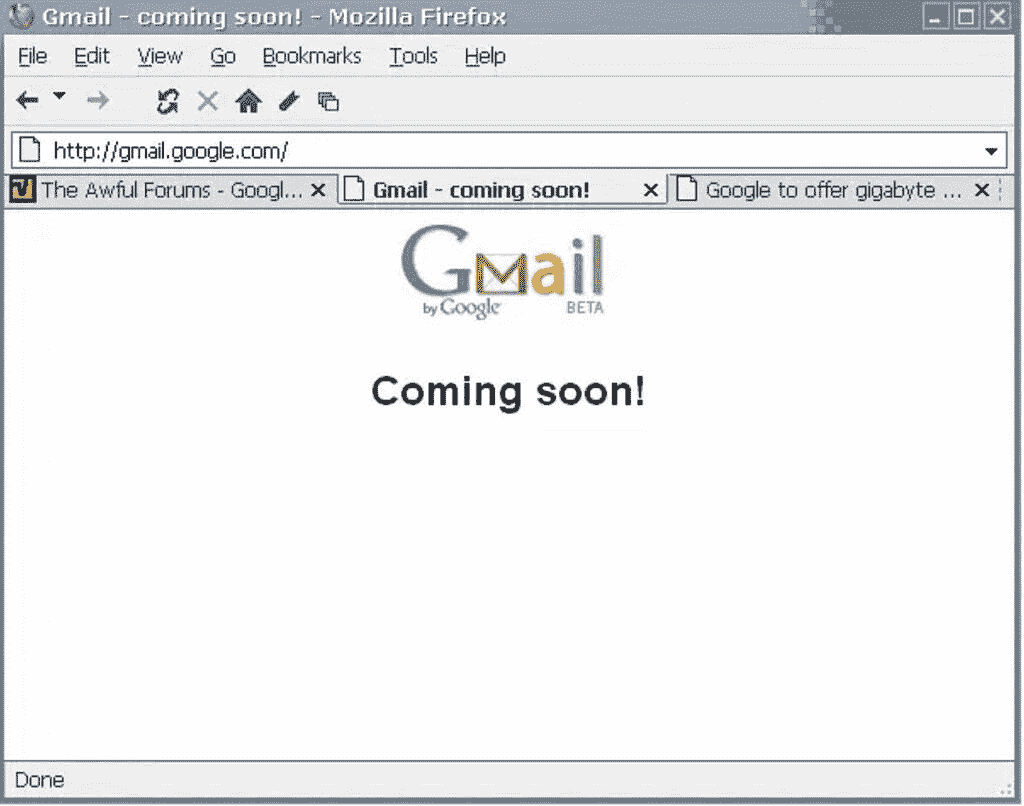 Gmail - coming soon! - Mozilla Firefox
File Edit View Go Bookmarks Tools Help
http://gmail.google.com/
The Awful Forums - Googl... Gmail - coming soon! Google to offer gigabyte ...
Gmail
by Google BETA
Coming soon!
Done